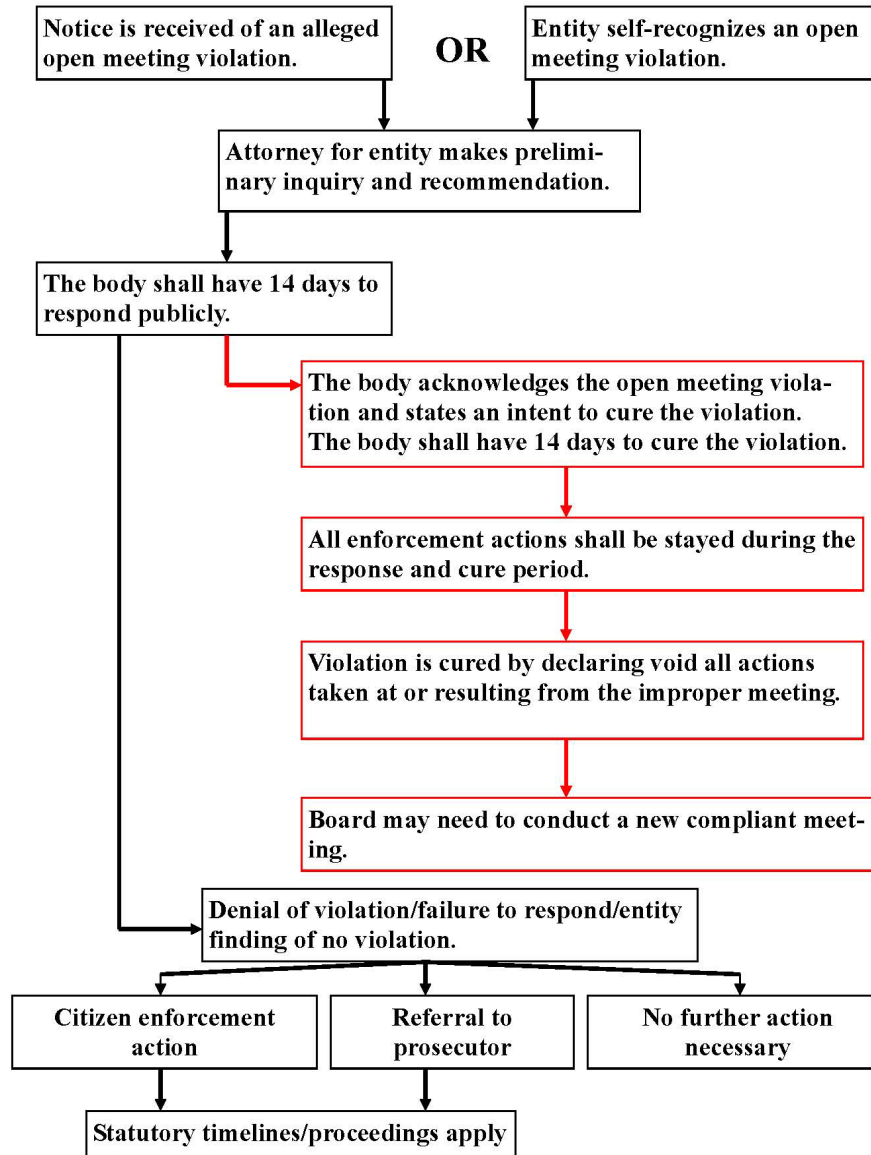 Notice is received of an alleged
open meeting violation.
OR
Entity self-recognizes an open
meeting violation.
Attorney for entity makes prelimi-
nary inquiry and recommendation.
The body shall have 14 days to
respond publicly.
The body acknowledges the open meeting viola-
tion and states an intent to cure the violation.
The body shall have 14 days to cure the violation.
All enforcement actions shall be stayed during the
response and cure period.
Violation is cured by declaring void all actions
taken at or resulting from the improper meeting.
Board may need to conduct a new compliant meet-
ing.
Denial of violation/failure to respond/entity
finding of no violation.
Citizen enforcement
action
Referral to
prosecutor
No further action
necessary
Statutory timelines/proceedings apply